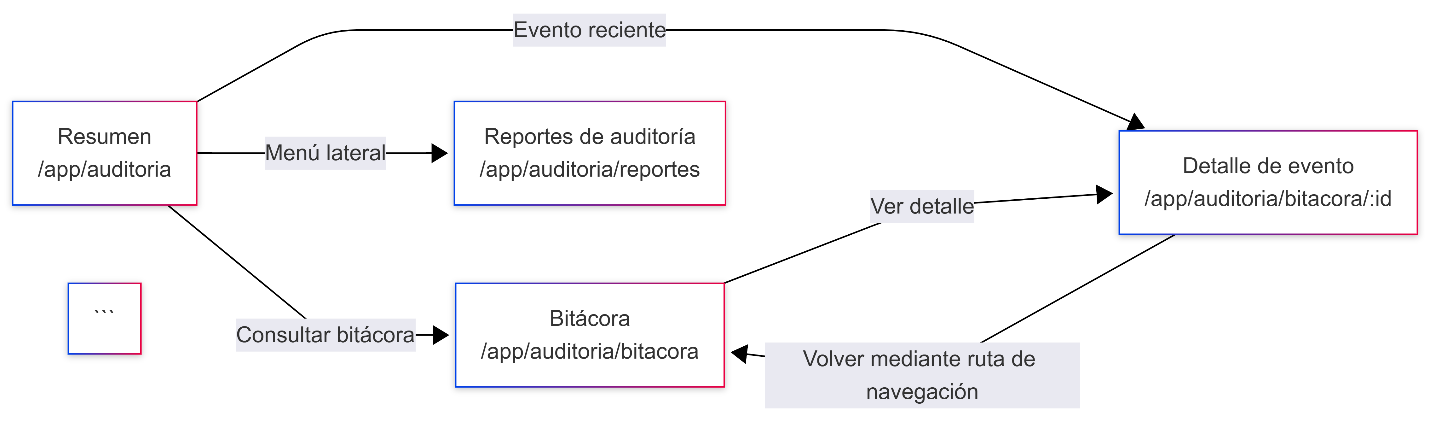 Evento reciente
Resumen
/app/auditoria
Menú lateral
Reportes de auditoría
/app/auditoria/reportes
Detalle de evento
/app/auditoria/bitacora/:id
Ver detalle
```
Consultar bitácora
Bitácora
/app/auditoria/bitacora
Volver mediante ruta de
navegación